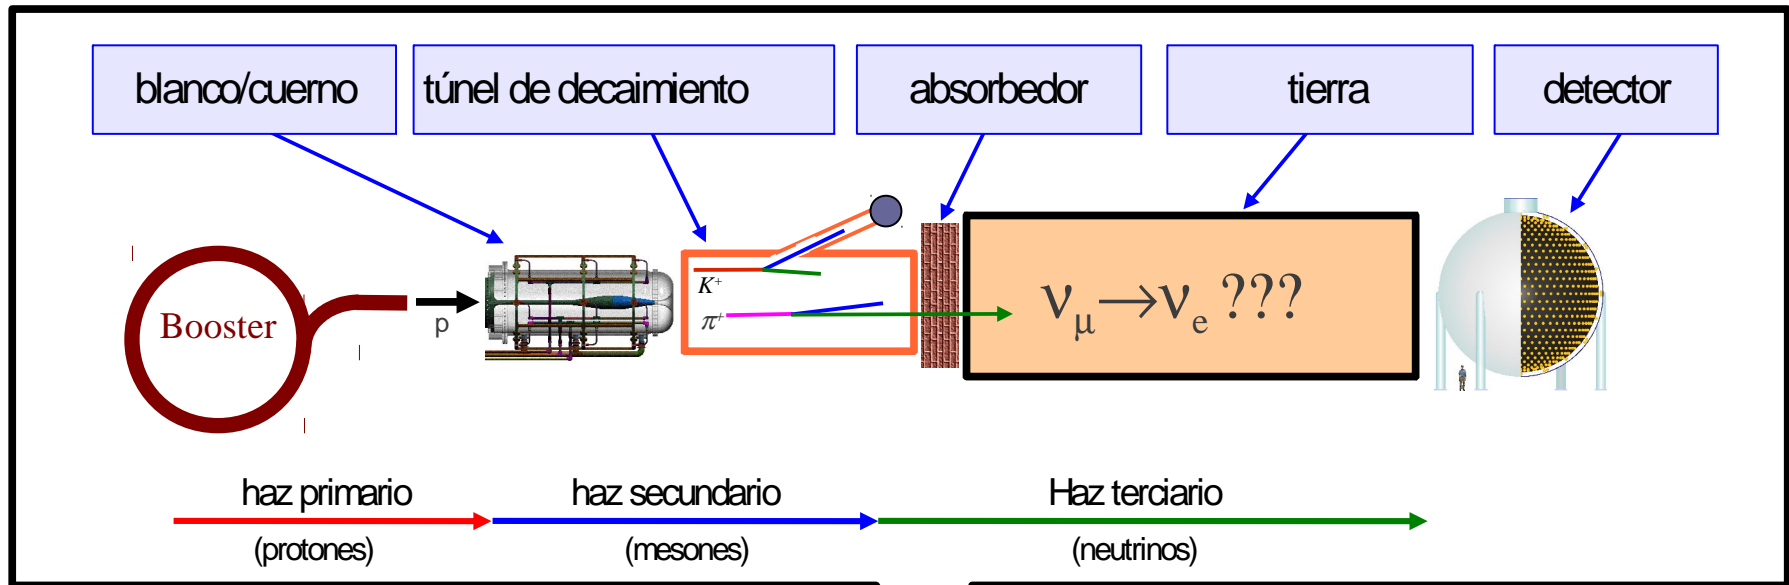 blanco/cuerno
túnel de decaimiento
absorbedor
tierra
detector
Booster
p
K+
π+
νμ →νe ???
haz primario
(protones)
haz secundario
(mesones)
Haz terciario
(neutrinos)